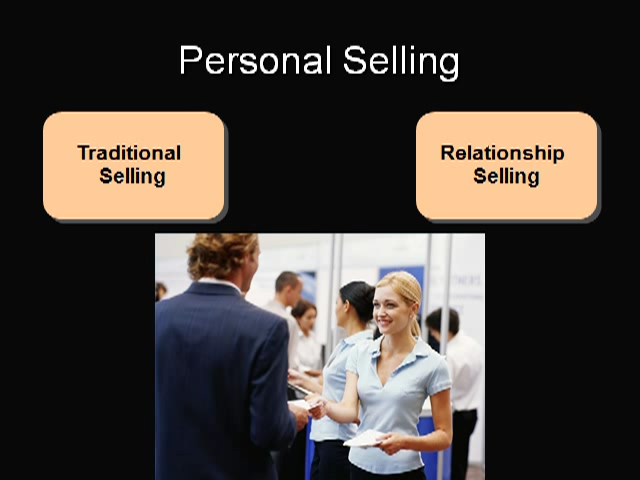 Personal Selling
Traditional
Selling
Relationship
Selling